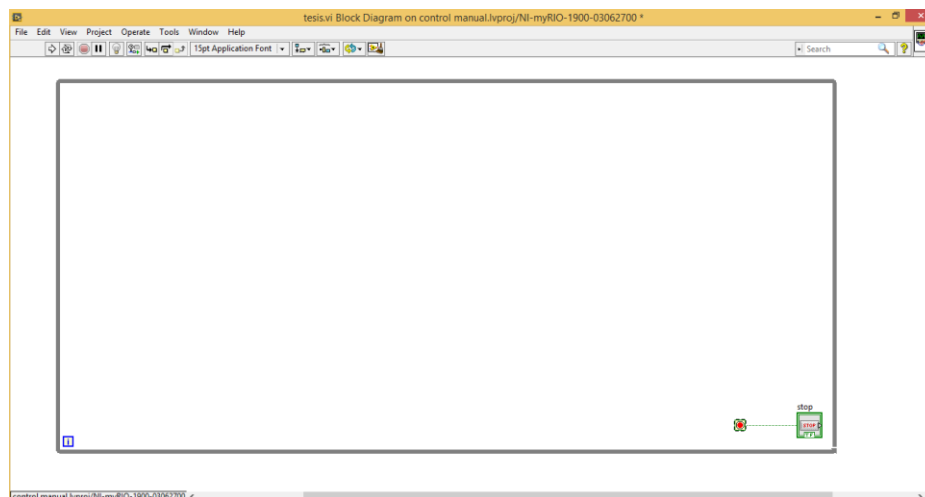 tesis.vi Block Diagram on control manual.lvproj/NI-myRIO-1900-03062700 *
File Edit View Project Operate Tools Window Help
15pt Application Font
Search
stop
STOP
TF
i
control manual.lvproj/NI-myRIO-1900-03062700